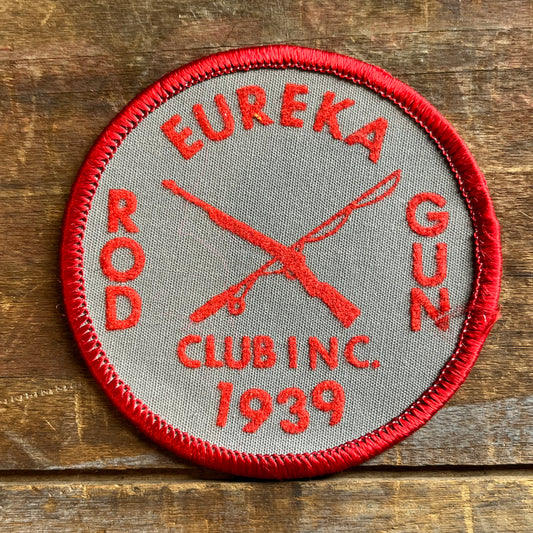 EUREKA
ROD
GUN
CLUB INC.
1939